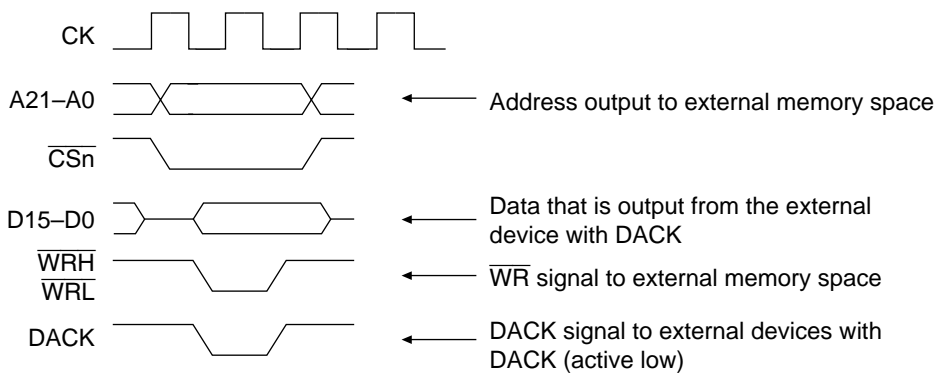 CK
A21–A0
Address output to external memory space
CSn
D15–D0
Data that is output from the external
device with DACK
WRH
WRL
WR signal to external memory space
DACK
DACK signal to external devices with
DACK (active low)